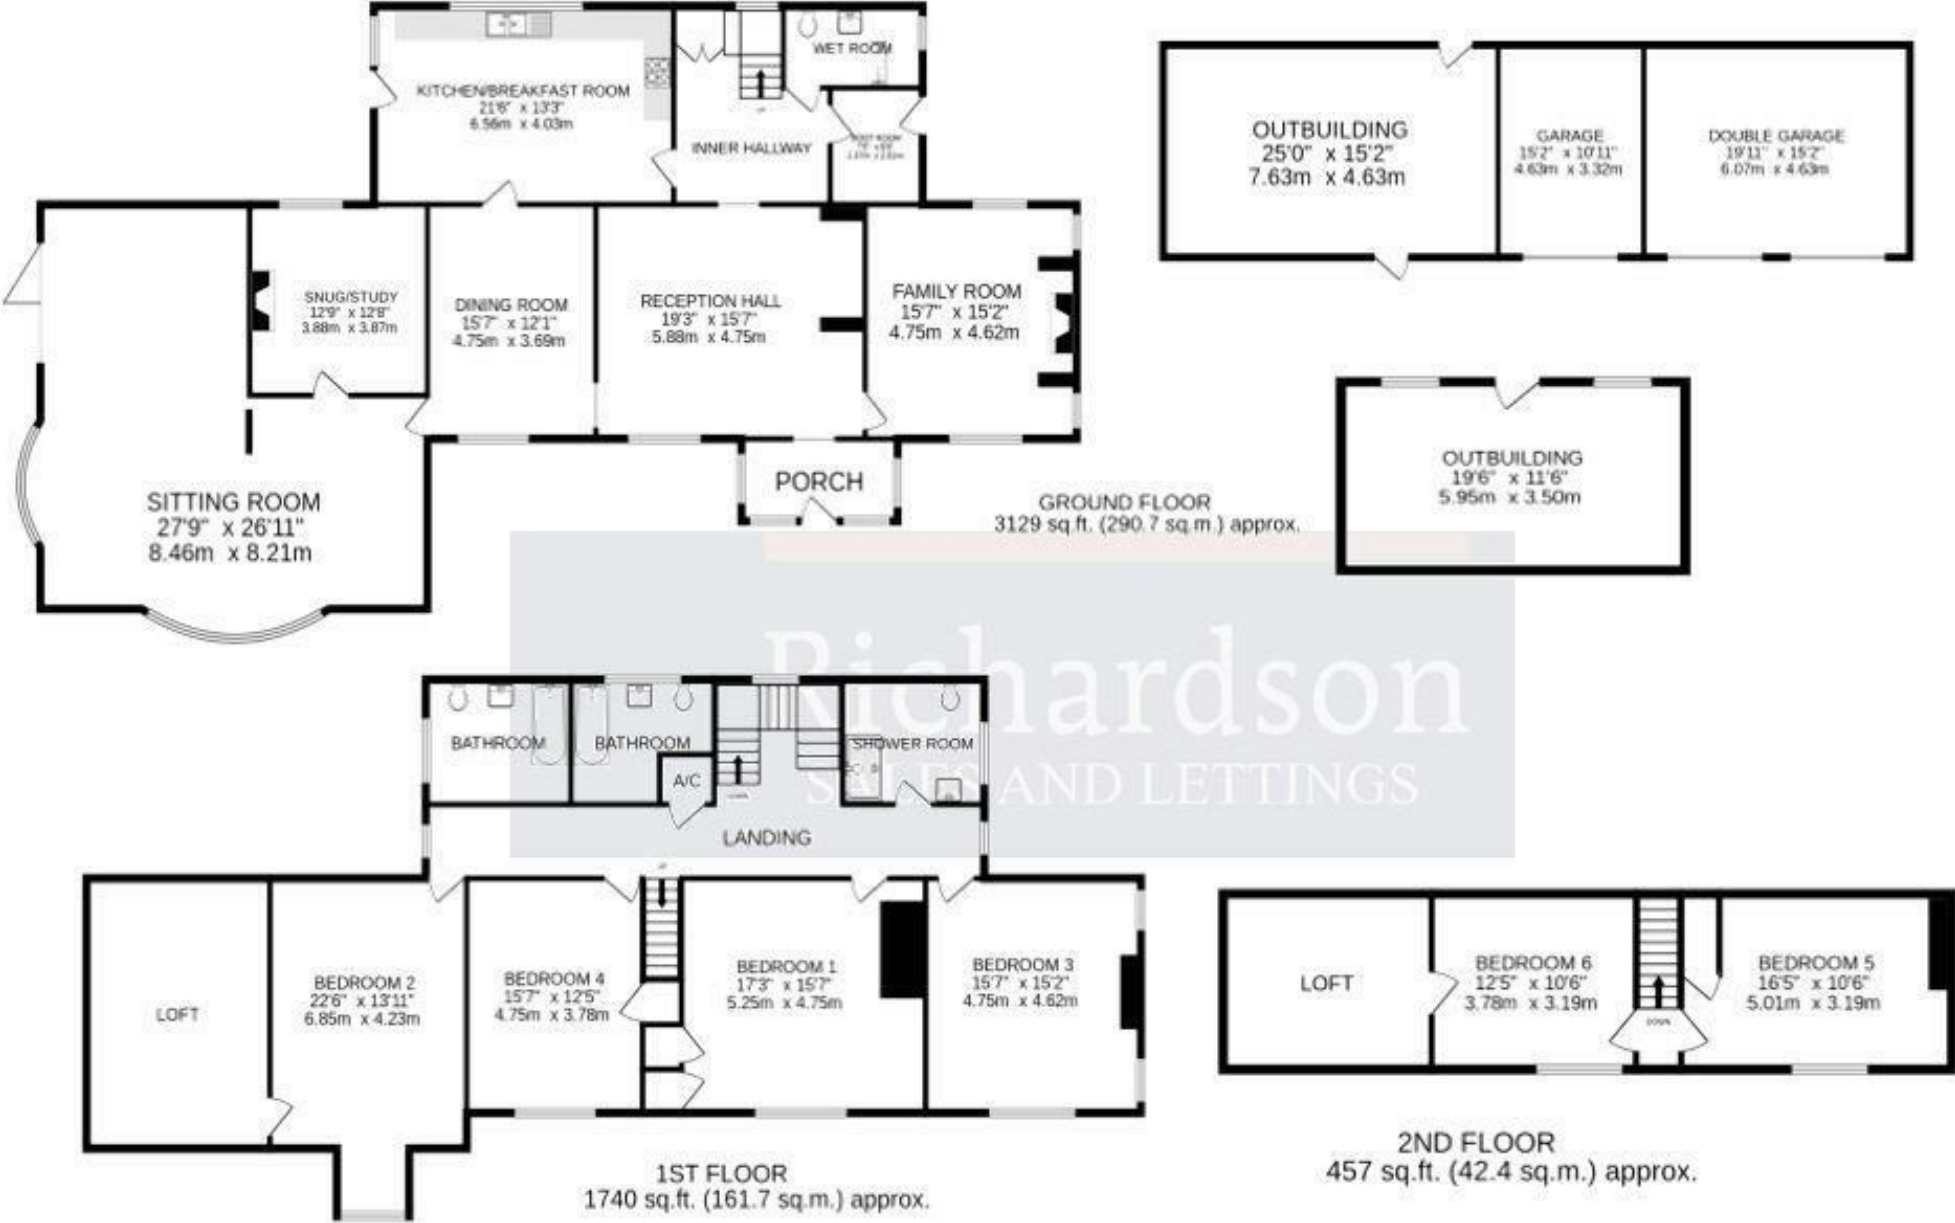 WET ROOM
KITCHEN/BREAKFAST ROOM
21'6" x 13'3"
6.56m x 4.03m
INNER HALLWAY
OUTBUILDING
25'0" x 15'2"
7.63m x 4.63m
GARAGE
15'2" x 10'11"
4.63m x 3.32m
DOUBLE GARAGE
19'11" x 15'2"
6.07m x 4.63m
SNUG/STUDY
12'9" x 12'8"
3.88m x 3.87m
DINING ROOM
15'7" x 12'1"
4.75m x 3.69m
RECEPTION HALL
19'3" x 15'7"
5.88m x 4.75m
FAMILY ROOM
15'7" x 15'2"
4.75m x 4.62m
SITTING ROOM
27'9" x 26'11"
8.46m x 8.21m
PORCH
GROUND FLOOR
3129 sq.ft. (290.7 sq.m.) approx.
OUTBUILDING
19'6" x 11'6"
5.95m x 3.50m
Richardson
SALES AND LETTINGS
BATHROOM
BATHROOM
A/C
SHOWER ROOM
LANDING
LOFT
BEDROOM 2
22'6" x 13'11"
6.85m x 4.23m
BEDROOM 4
15'7" x 12'5"
4.75m x 3.78m
BEDROOM 1
17'3" x 15'7"
5.25m x 4.75m
BEDROOM 3
15'7" x 15'2"
4.75m x 4.62m
1ST FLOOR
1740 sq.ft. (161.7 sq.m.) approx.
LOFT
BEDROOM 6
12'5" x 10'6"
3.78m x 3.19m
DOWN
BEDROOM 5
16'5" x 10'6"
5.01m x 3.19m
2ND FLOOR
457 sq.ft. (42.4 sq.m.) approx.